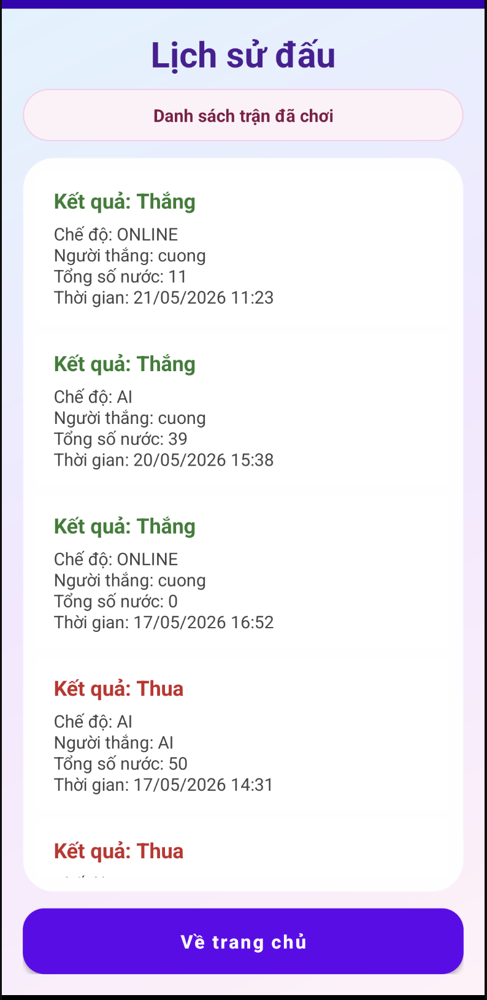 Lịch sử đấu
Danh sách trận đã chơi
Kết quả: Thắng
Chế độ: ONLINE
Người thắng: cuong
Tổng số nước: 11
Thời gian: 21/05/2026 11:23
Kết quả: Thắng
Chế độ: AI
Người thắng: cuong
Tổng số nước: 39
Thời gian: 20/05/2026 15:38
Kết quả: Thắng
Chế độ: ONLINE
Người thắng: cuong
Tổng số nước: 0
Thời gian: 17/05/2026 16:52
Kết quả: Thua
Chế độ: AI
Người thắng: AI
Tổng số nước: 50
Thời gian: 17/05/2026 14:31
Kết quả: Thua
Về trang chủ